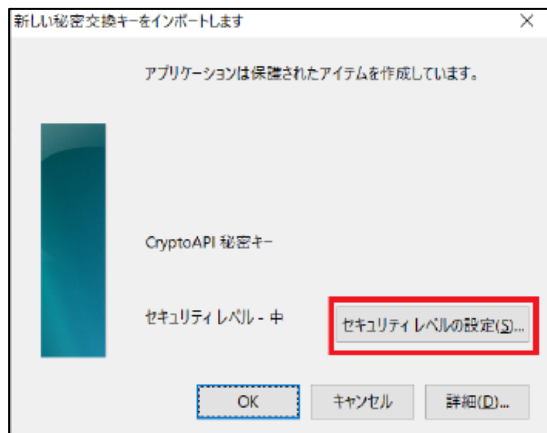 新しい秘密交換キーをインポートします
アプリケーションは保護されたアイテムを作成しています。
CryptoAPI 秘密キー
セキュリティ レベル - 中
セキュリティ レベルの設定(S)...
OK
キャンセル
詳細(D)...